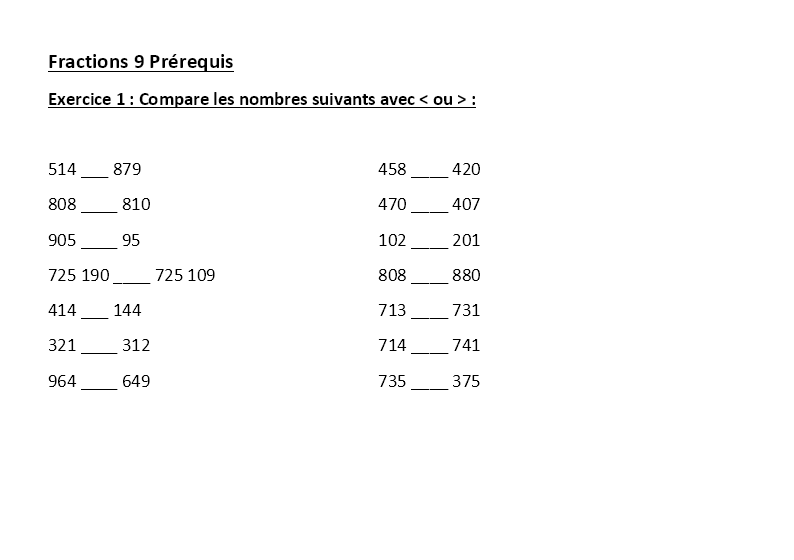 Fractions 9 Prérequis
Exercice 1 : Compare les nombres suivants avec < ou > :
514 ___ 879 458 ____ 420
808 ____ 810 470 ____ 407
905 ____ 95 102 ____ 201
725 190 ____ 725 109 808 ____ 880
414 ___ 144 713 ____ 731
321 ____ 312 714 ____ 741
964 ____ 649 735 ____ 375